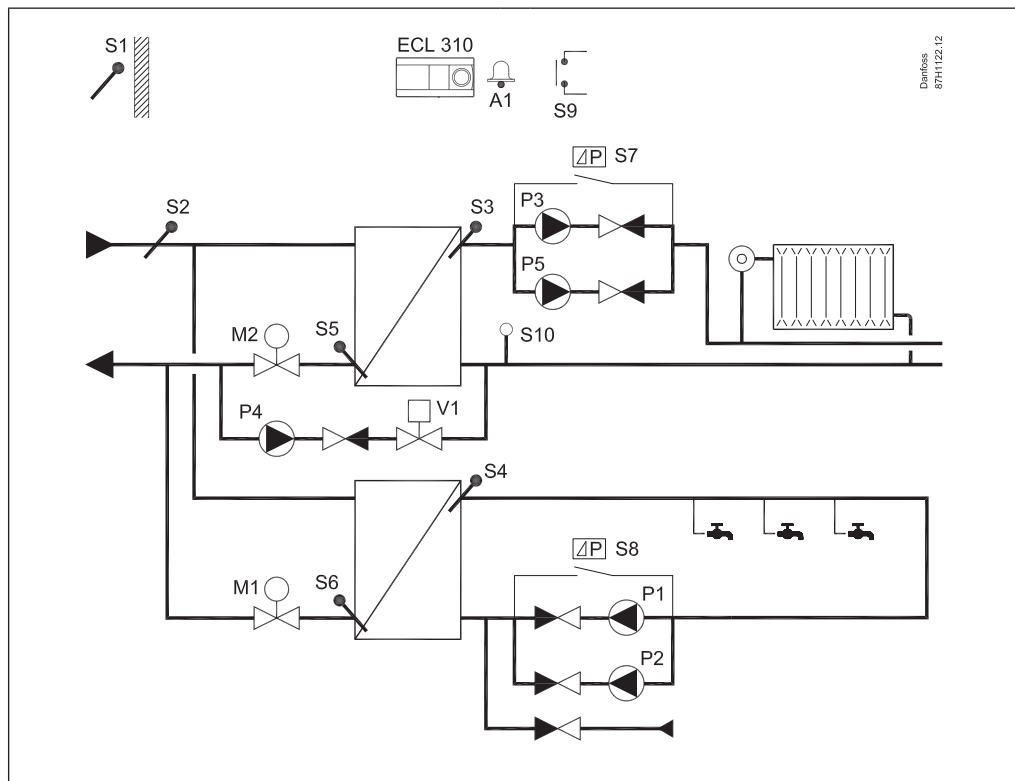 S1
ECL 310
A1
S9
Danfoss
87H1122.12
P S7
S2
S3
P3
P5
M2
S5
S10
P4
V1
S4
P S8
M1
S6
P1
P2